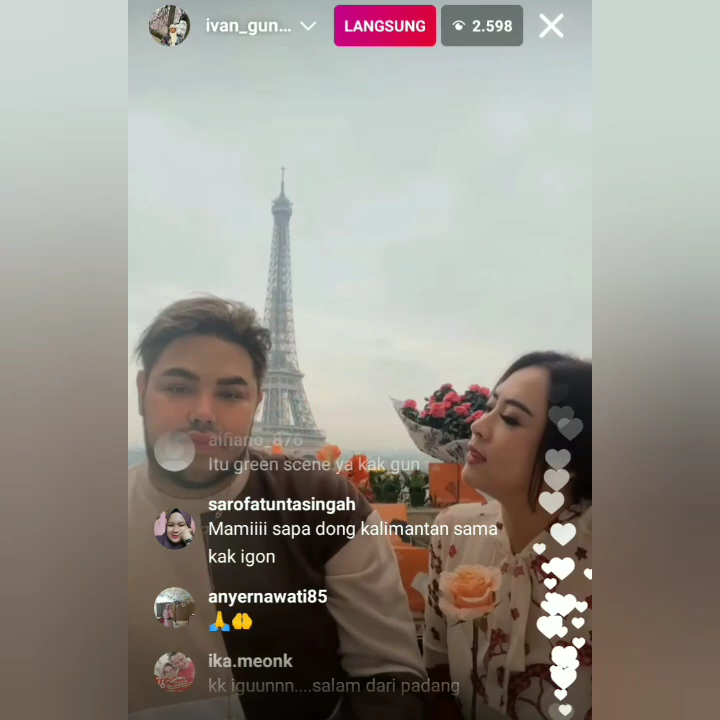 ivan_gun...
LANGSUNG
2.598
alfiano_876
Itu green scene ya kak gun
sarofatuntasingah
Mamiiii sapa dong kalimantan sama
kak igon
anyernawati85
🙏🤲
ika.meonk
kk iguunnn....salam dari padang